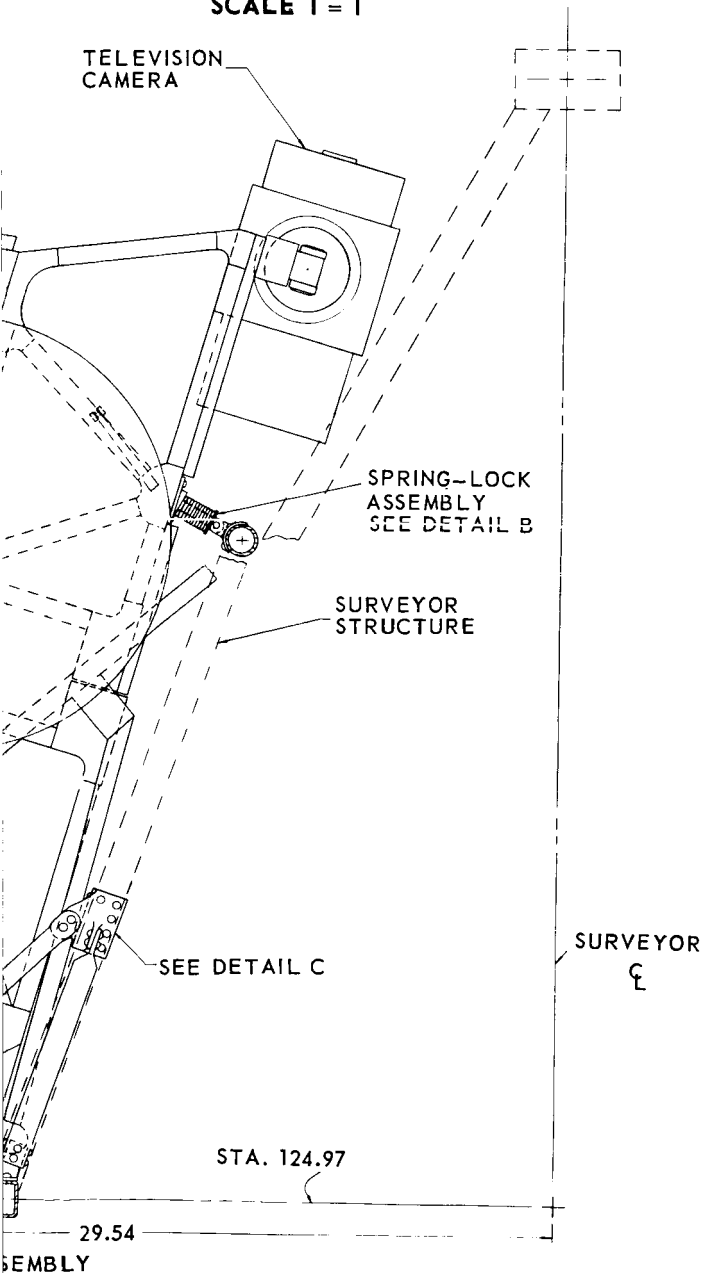 SCALE 1 = 1
TELEVISION
CAMERA
SPRING-LOCK
ASSEMBLY
SEE DETAIL B
SURVEYOR
STRUCTURE
SURVEYOR
℄
SEE DETAIL C
STA. 124.97
29.54
SEMBLY